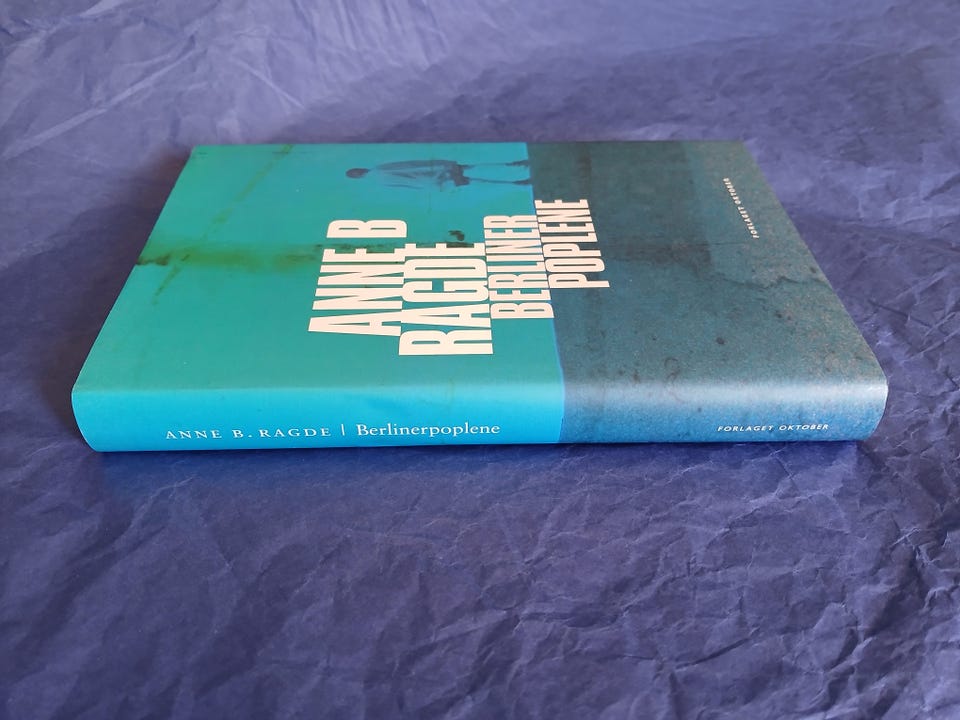 ANNE B
RAGDE
BERLINER
POPLENE
FORLAGET OKTOBER
ANNE B. RAGDE | Berlinerpoplene
FORLAGET OKTOBER